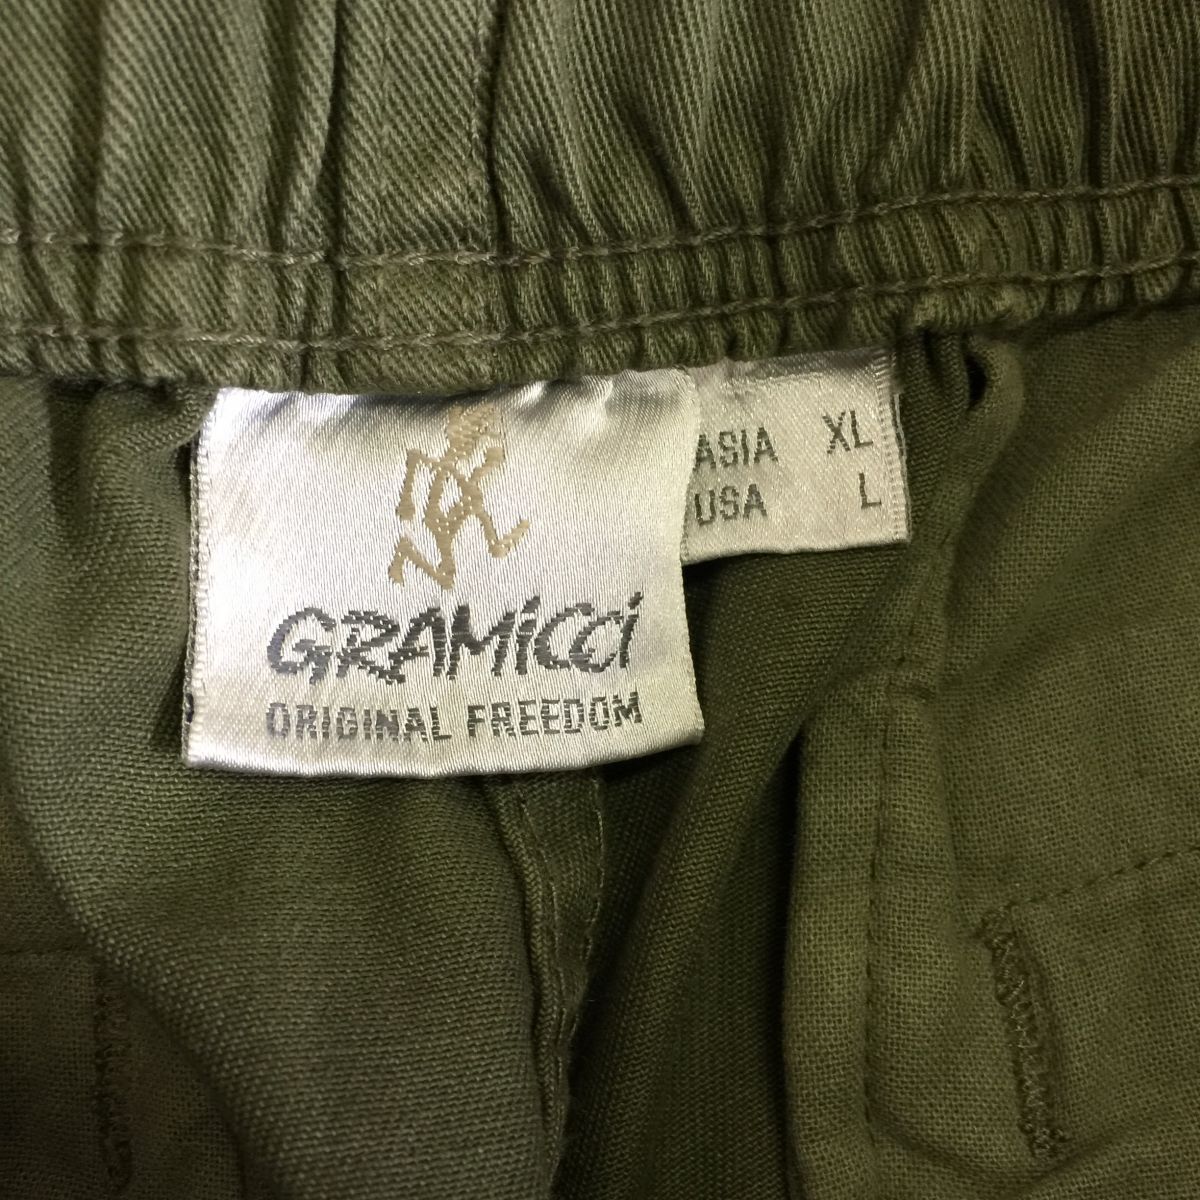 GRAMiCCi
ORIGINAL FREEDOM
ASIA XL
USA L